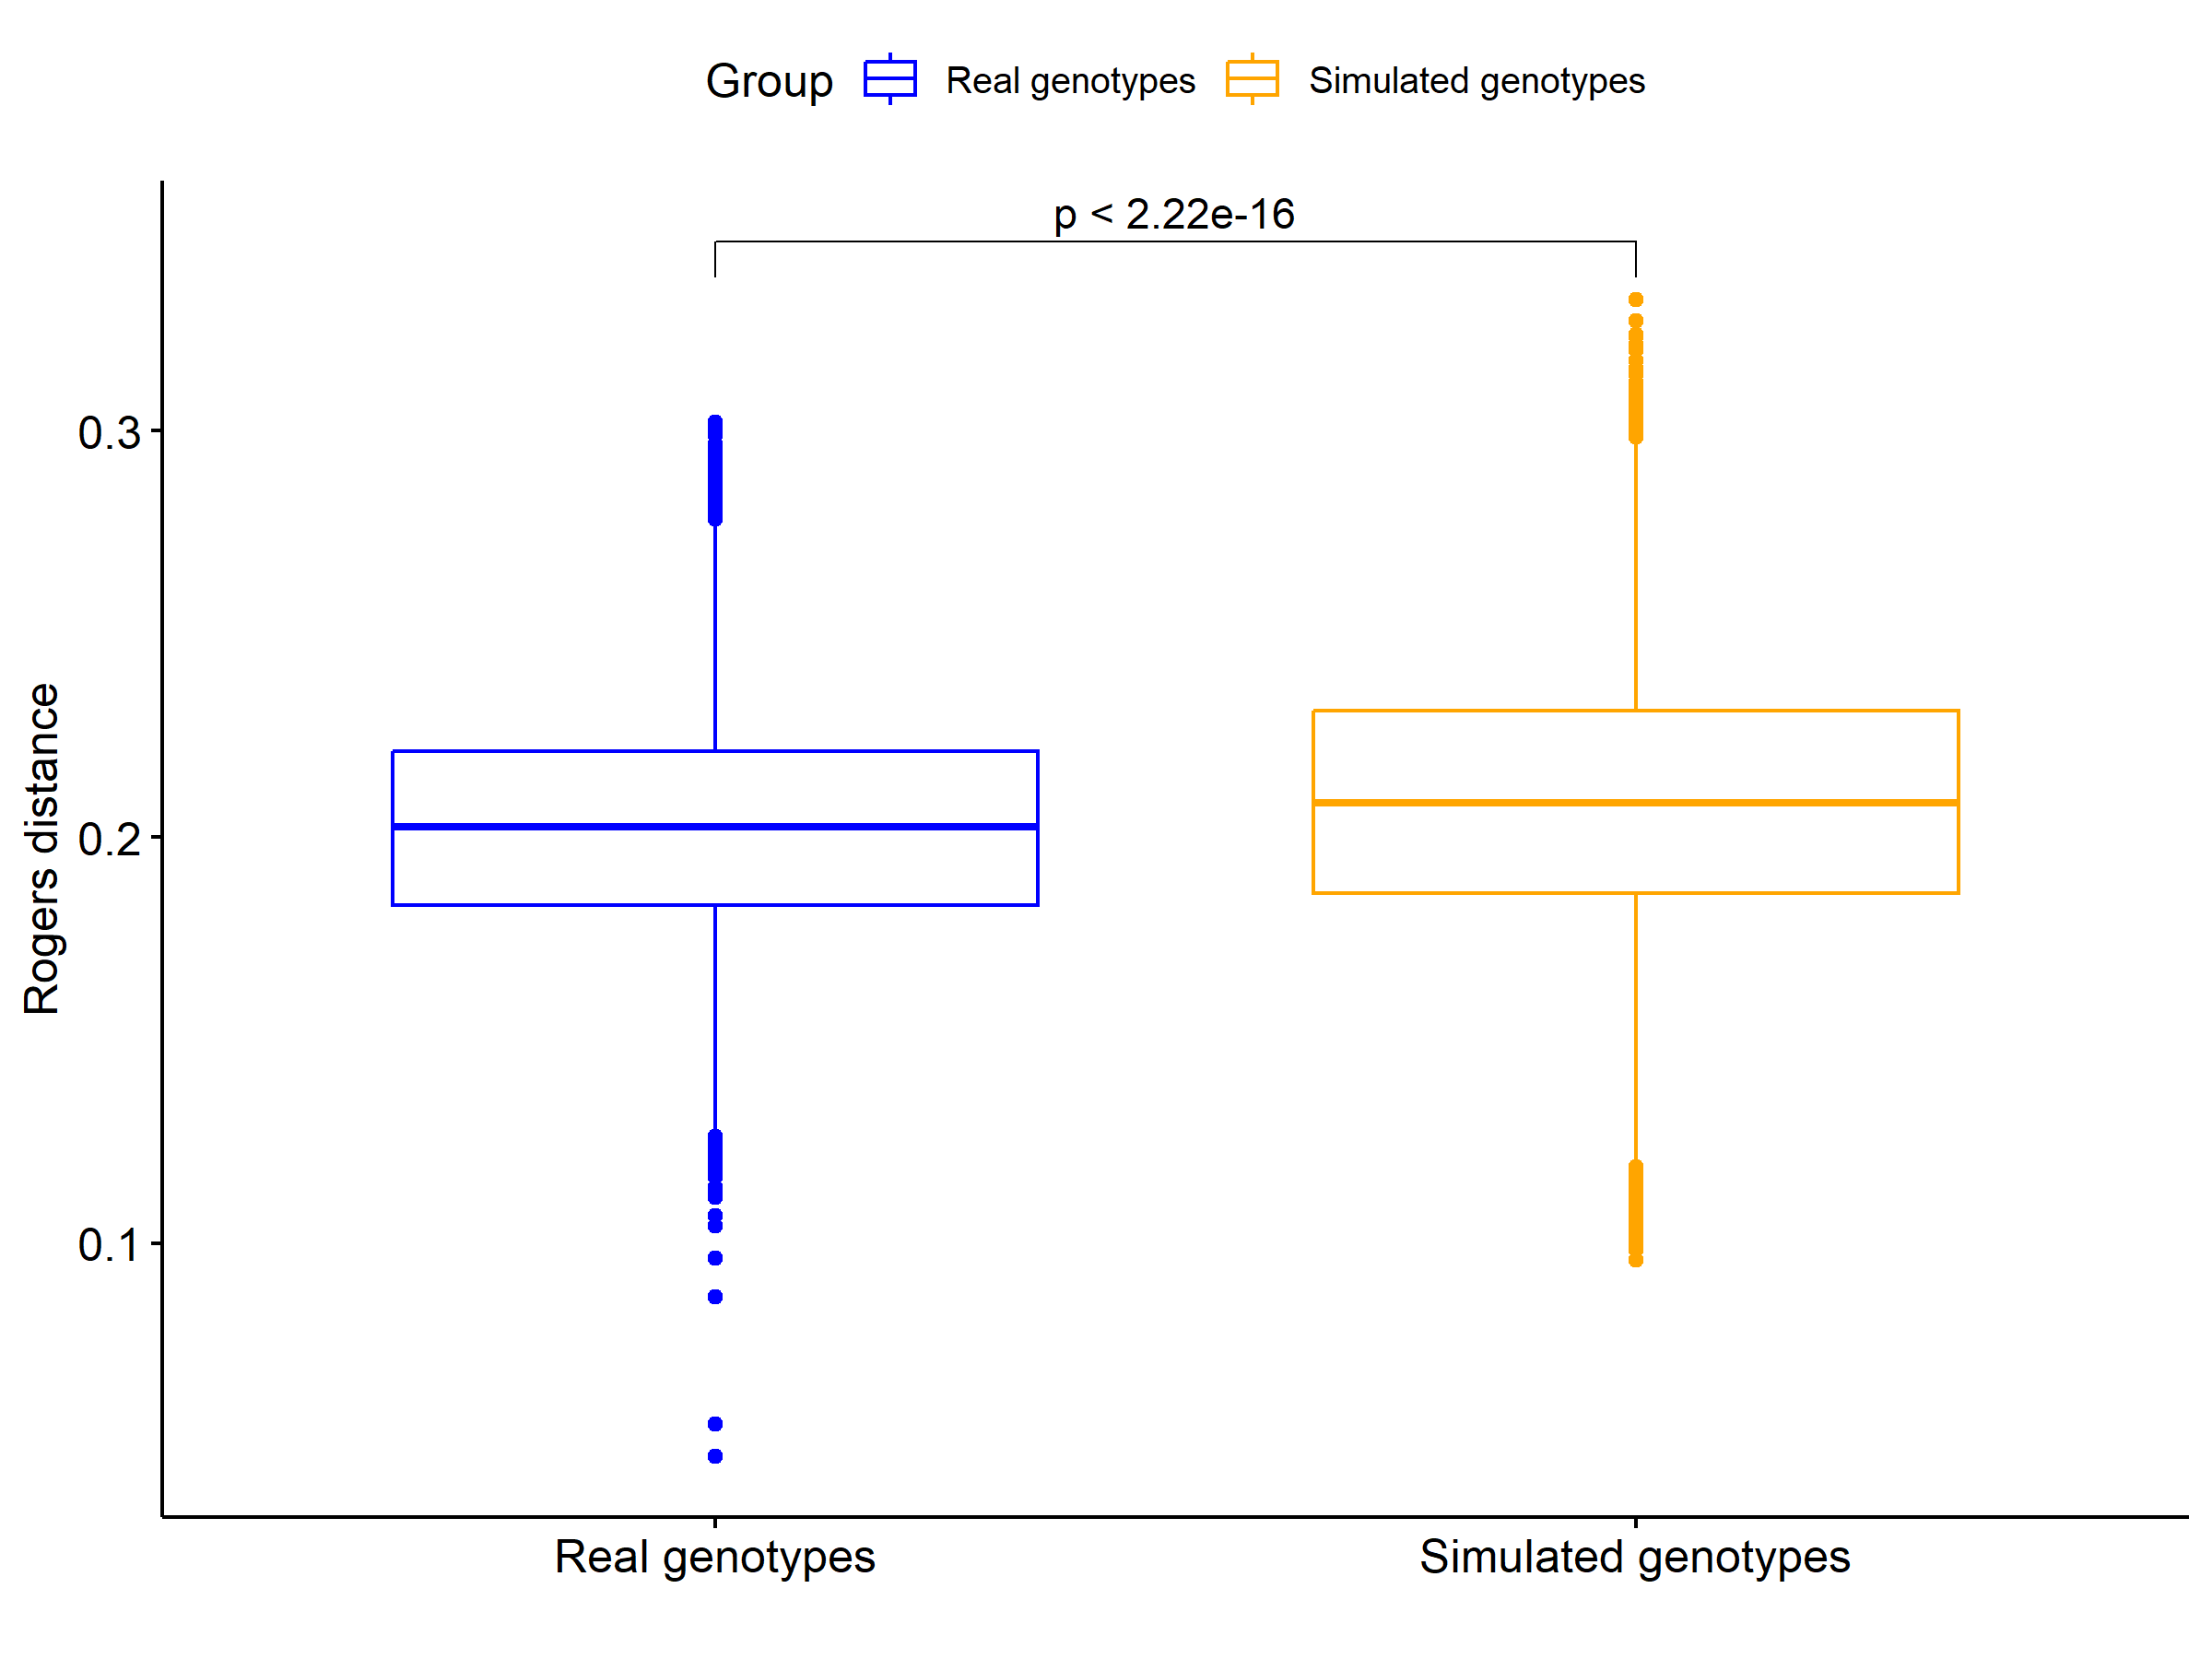 Group Real genotypes Simulated genotypes
p < 2.22e-16
0.3
0.2
0.1
Rogers distance
Real genotypes Simulated genotypes